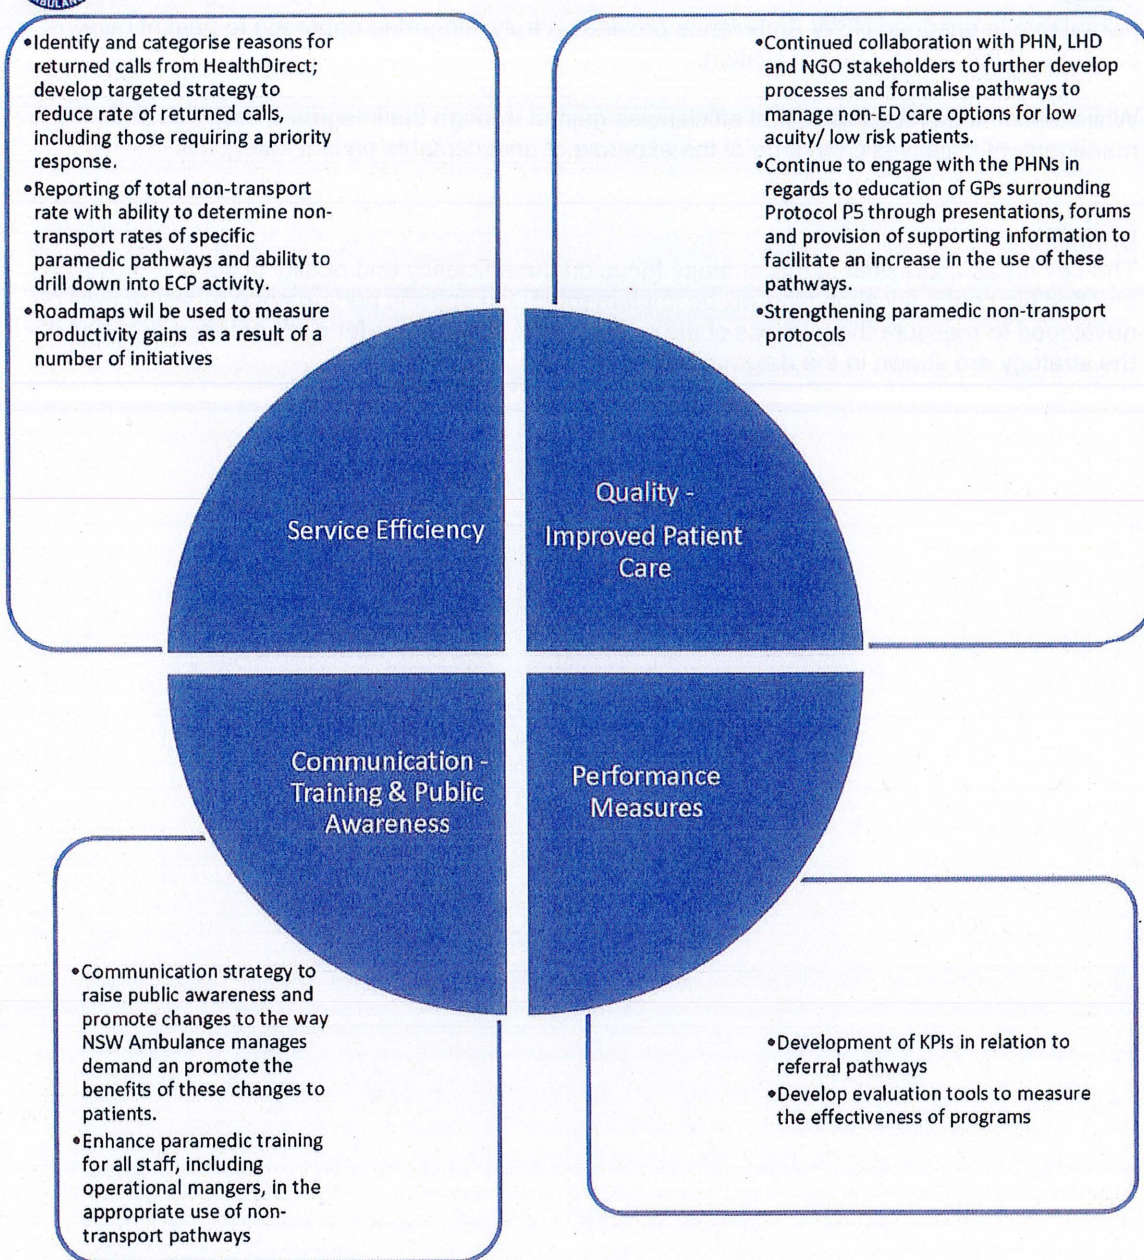 •Identify and categorise reasons for
returned calls from HealthDirect;
develop targeted strategy to
reduce rate of returned calls,
including those requiring a priority
response.
•Reporting of total non-transport
rate with ability to determine non-
transport rates of specific
paramedic pathways and ability to
drill down into ECP activity.
•Roadmaps wil be used to measure
productivity gains as a result of a
number of initiatives
•Continued collaboration with PHN, LHD
and NGO stakeholders to further develop
processes and formalise pathways to
manage non-ED care options for low
acuity/ low risk patients.
•Continue to engage with the PHNs in
regards to education of GPs surrounding
Protocol P5 through presentations, forums
and provision of supporting information to
facilitate an increase in the use of these
pathways.
•Strengthening paramedic non-transport
protocols
Service Efficiency
Quality -
Improved Patient
Care
Communication -
Training & Public
Awareness
Performance
Measures
•Communication strategy to
raise public awareness and
promote changes to the way
NSW Ambulance manages
demand an promote the
benefits of these changes to
patients.
•Enhance paramedic training
for all staff, including
operational mangers, in the
appropriate use of non-
transport pathways
•Development of KPIs in relation to
referral pathways
•Develop evaluation tools to measure
the effectiveness of programs